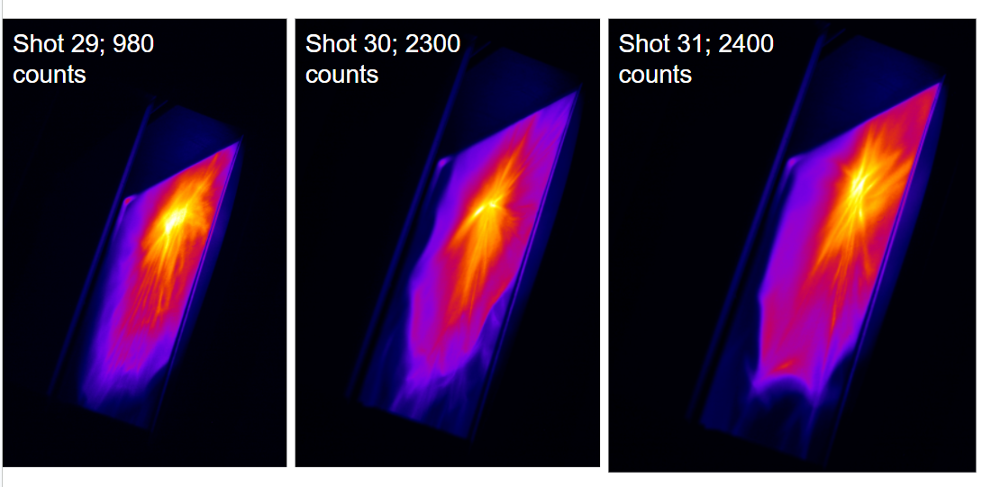 Shot 29; 980
counts
Shot 30; 2300
counts
Shot 31; 2400
counts